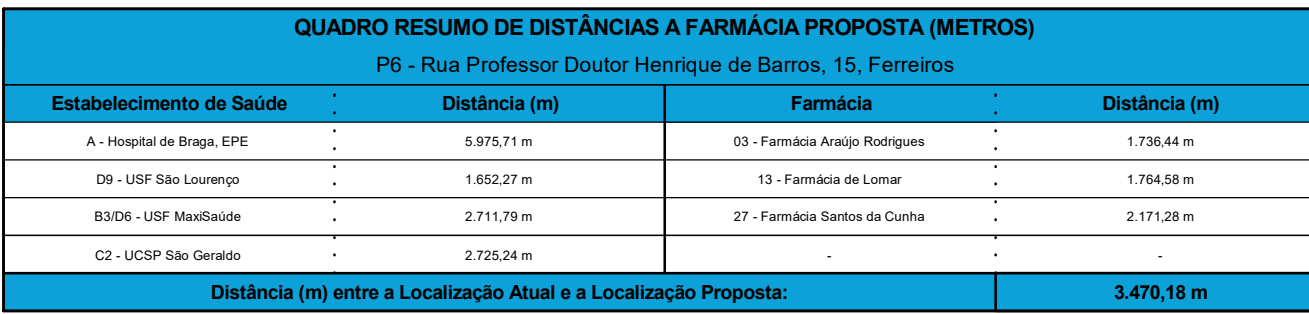 QUADRO RESUMO DE DISTÂNCIAS A FARMÁCIA PROPOSTA (METROS)
P6 - Rua Professor Doutor Henrique de Barros, 15, Ferreiros
Estabelecimento de Saúde Distância (m) Farmácia Distância (m)
A - Hospital de Braga, EPE 5.975,71 m 03 - Farmácia Araújo Rodrigues 1.736,44 m
D9 - USF São Lourenço 1.652,27 m 13 - Farmácia de Lomar 1.764,58 m
B3/D6 - USF MaxiSaúde 2.711,79 m 27 - Farmácia Santos da Cunha 2.171,28 m
C2 - UCSP São Geraldo 2.725,24 m - -
Distância (m) entre a Localização Atual e a Localização Proposta: 3.470,18 m